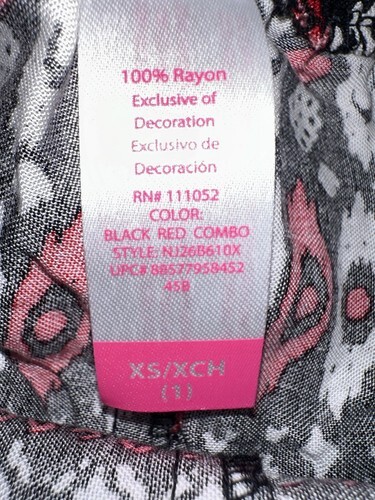 100% Rayon
Exclusive of
Decoration
Exclusivo de
Decoración
RN# 111052
COLOR:
BLACK RED COMBO
STYLE: NJ26B610X
UPC# 88577958452
45B
XS/XCH
(1)